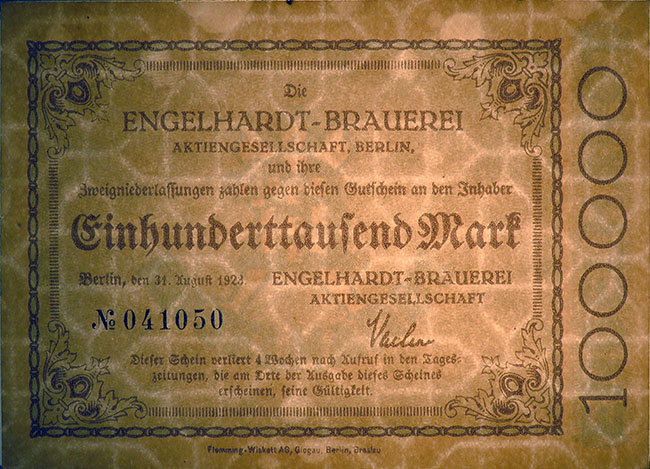 Die
ENGELHARDT-BRAUEREI
AKTIENGESELLSCHAFT, BERLIN,
und ihre
Zweigniederlassungen zahlen gegen diesen Gutschein an den Inhaber
Einhunderttausend Mark
Berlin, den 31. August 1923. ENGELHARDT-BRAUEREI
AKTIENGESELLSCHAFT
№ 041050
Dieser Schein verliert 4 Wochen nach Aufruf in den Tages-
zeitungen, die am Orte der Ausgabe dieses Scheines
erscheinen, seine Gültigkeit.
100000
Flemming-Wiskott AG, Glogau, Berlin, Breslau